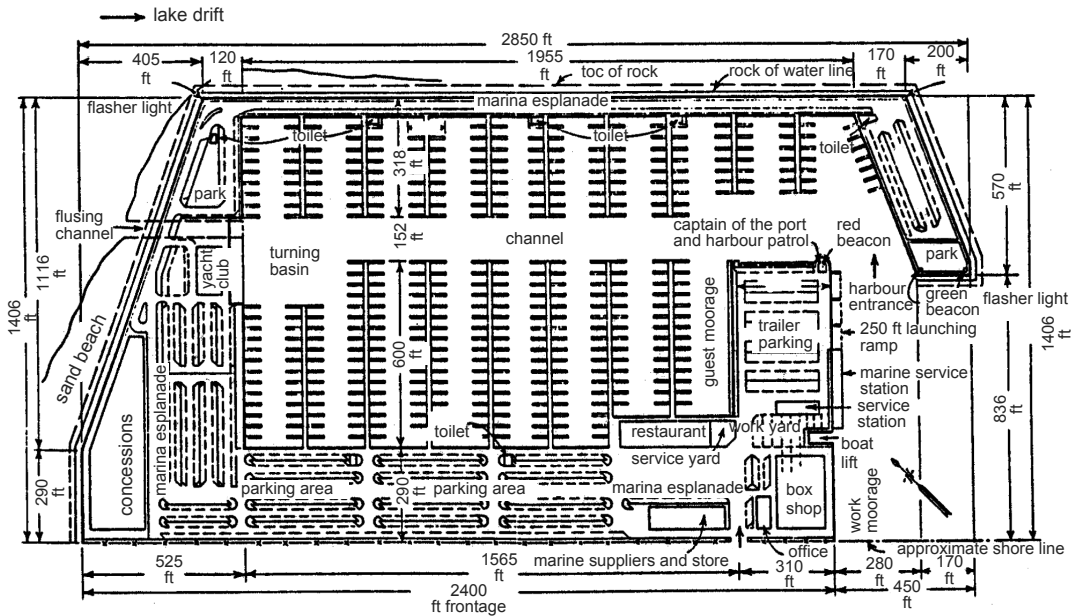 lake drift
2850 ft
405
ft
120
ft
1955
ft
170
ft
200
ft
toc of rock
rock of water line
flasher light
marina esplanade
toilet
toilet
toilet
318
ft
park
flusing
channel
152
ft
channel
captain of the port
and harbour patrol
red
beacon
570
ft
park
turning
basin
yacht
club
harbour
entrance
green
beacon
flasher light
1406
ft
1116
ft
sand beach
guest moorage
trailer
parking
250 ft launching
ramp
1406
ft
600
ft
marine service
station
service
station
836
ft
concessions
marina esplanade
toilet
restaurant
work yard
service yard
boat
lift
290
ft
parking area
290
ft
parking area
marina esplanade
box
shop
work
moorage
office
marine suppliers and store
approximate shore line
525
ft
1565
ft
310
ft
280
ft
170
ft
2400
ft frontage
450
ft